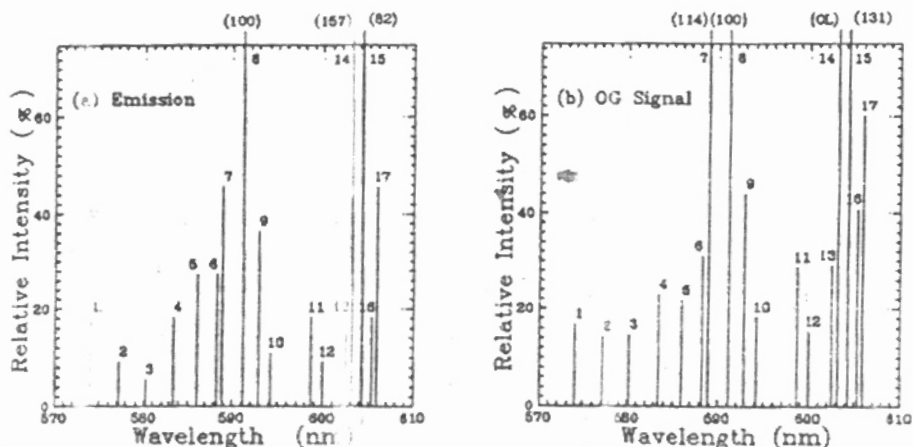 (100) (157) (82)
8 14 15
(a) Emission
Relative Intensity (%)
60
40
20
0
1 2 3 4 5 6 7 9 10 11 12 16 17
570 580 590 600 610
Wavelength (nm)
(114) (100) (OL) (131)
7 8 14 15
(b) OG Signal
Relative Intensity (%)
60
40
20
0
1 2 3 4 5 6 9 10 11 12 13 16 17
570 580 590 600 610
Wavelength (nm)